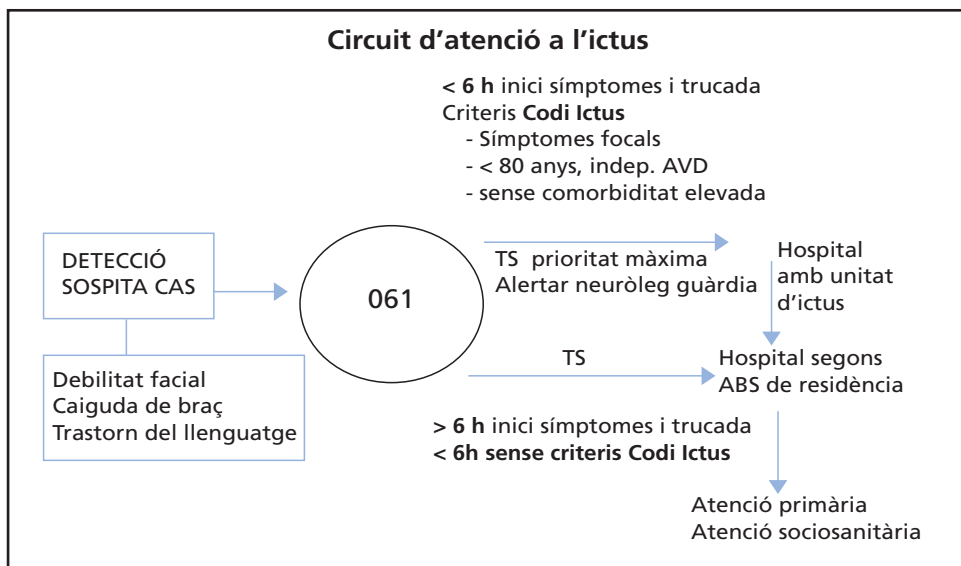 Circuit d’atenció a l’ictus
< 6 h inici símptomes i trucada
Criteris Codi Ictus
- Símptomes focals
- < 80 anys, indep. AVD
- sense comorbiditat elevada
DETECCIÓ
SOSPITA CAS
061
TS prioritat màxima
Alertar neuròleg guàrdia
Hospital
amb unitat
d’ictus
Debilitat facial
Caiguda de braç
Trastorn del llenguatge
TS
Hospital segons
ABS de residència
> 6 h inici símptomes i trucada
< 6h sense criteris Codi Ictus
Atenció primària
Atenció sociosanitària